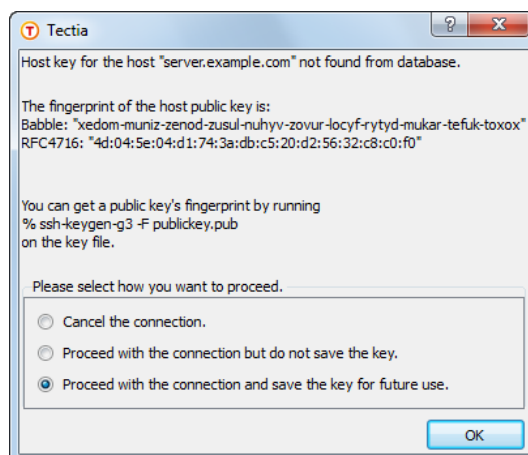 Tectia
Host key for the host "server.example.com" not found from database.
The fingerprint of the host public key is:
Babble: "xedom-muniz-zenod-zusul-nuhyv-zovur-locyf-rytyd-mukar-tefuk-toxox"
RFC4716: "4d:04:5e:04:d1:74:3a:db:c5:20:d2:56:32:c8:c0:f0"
You can get a public key's fingerprint by running
% ssh-keygen-g3 -F publickey.pub
on the key file.
Please select how you want to proceed.
Cancel the connection.
Proceed with the connection but do not save the key.
Proceed with the connection and save the key for future use.
OK